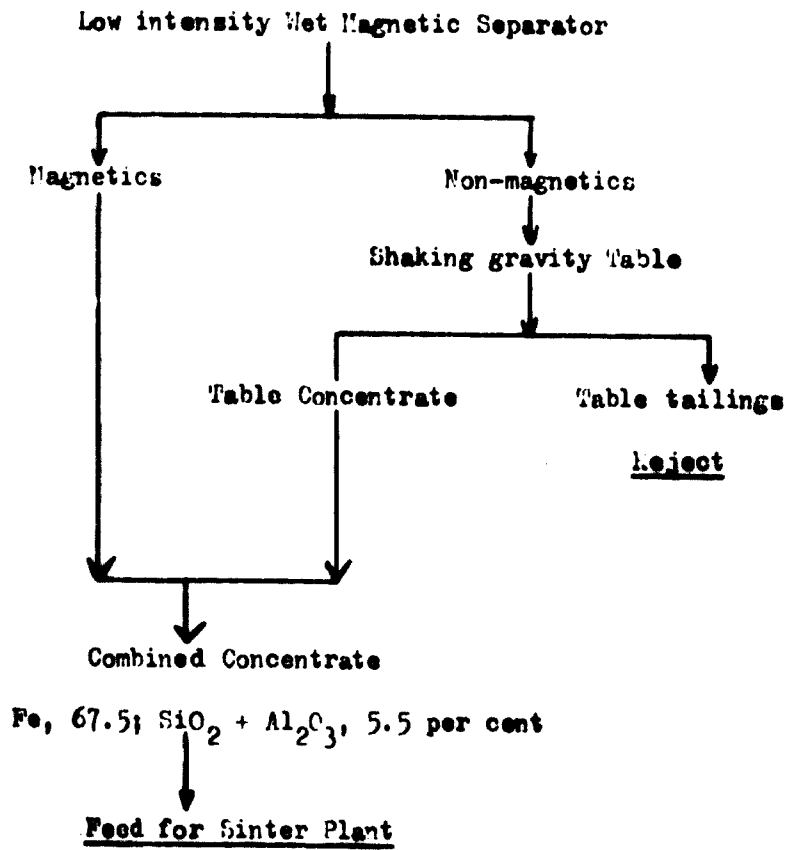 Low intensity Wet Magnetic Separator
Magnetics
Non-magnetics
Shaking gravity Table
Table Concentrate
Table tailings
Reject
Combined Concentrate
Fe, 67.5; SiO₂ + Al₂O₃, 5.5 per cent
Feed for Sinter Plant